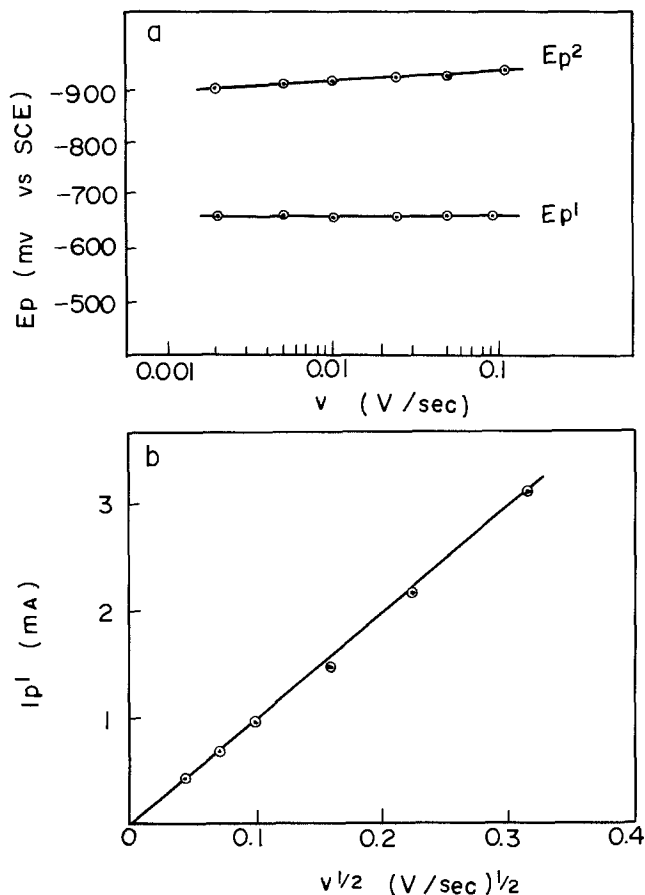 a
Ep²
-900
-800
-700
Ep¹
-600
-500
Ep (mv vs SCE)
0.001
0.01
0.1
v (V/sec)
b
3
2
1
Ip¹ (mA)
0
0.1
0.2
0.3
0.4
v¹/² (V/sec)¹/²